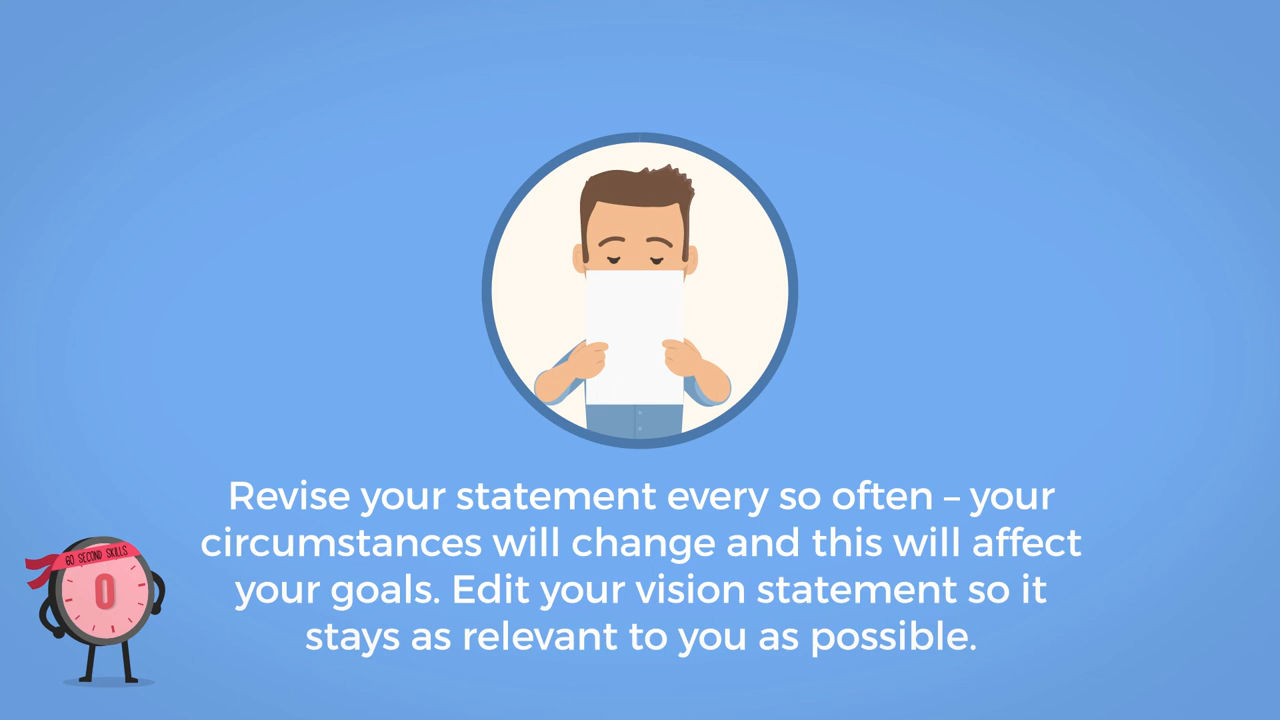 Revise your statement every so often – your
circumstances will change and this will affect
your goals. Edit your vision statement so it
stays as relevant to you as possible.
60 SECOND SKILLS
0